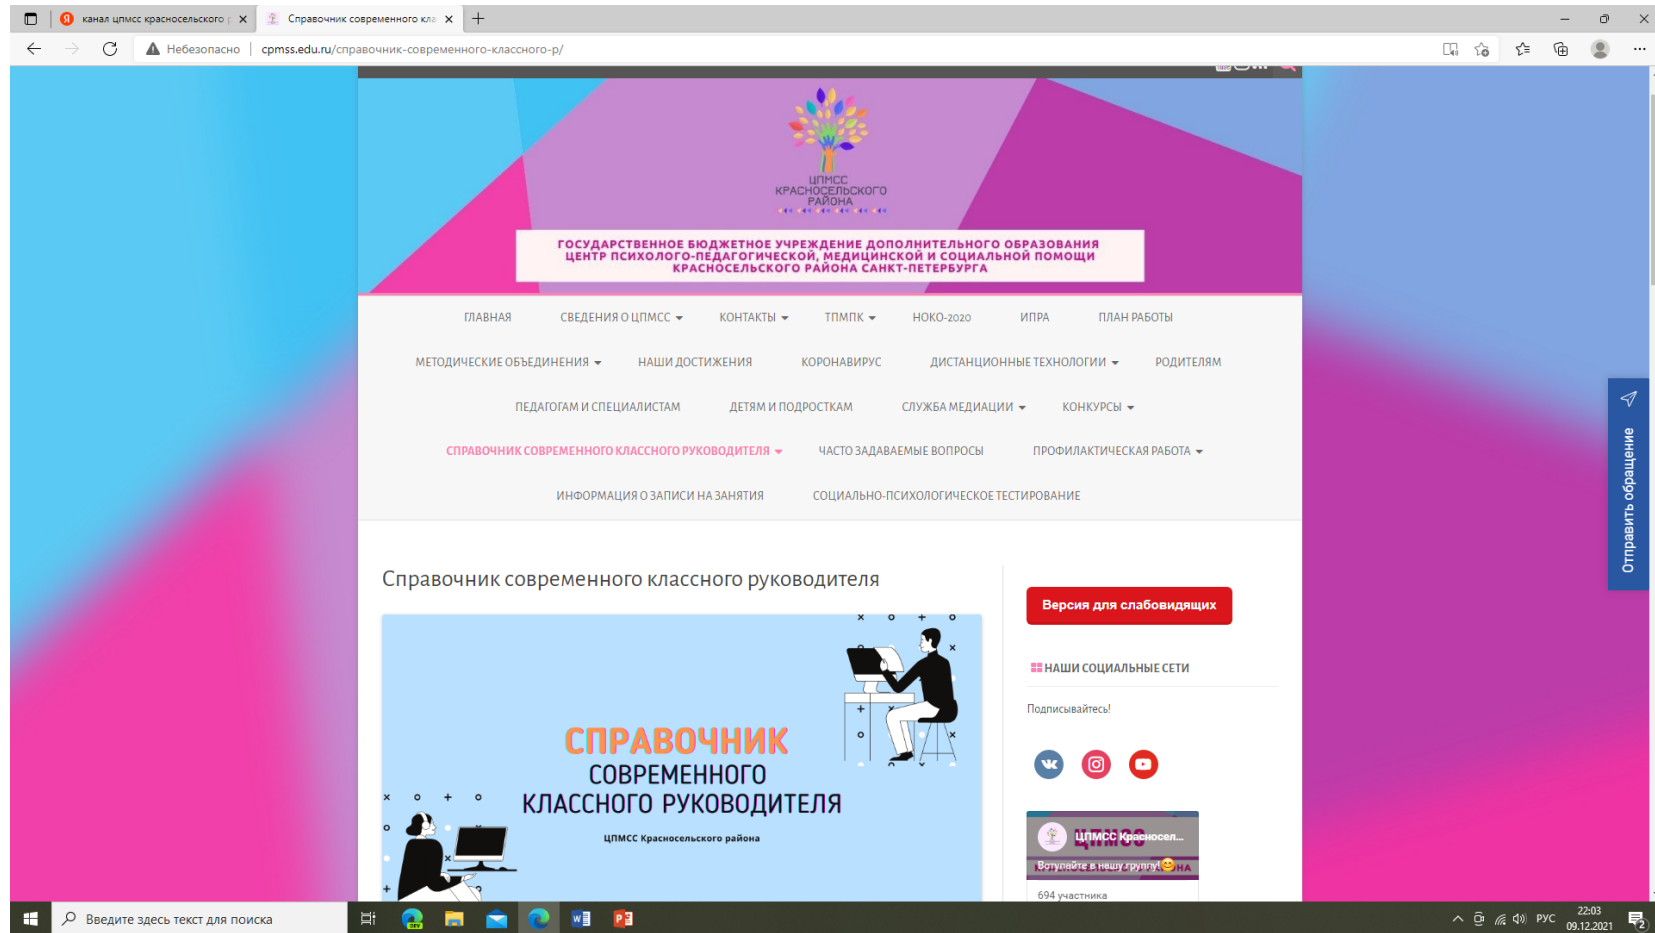 канал цпмсс красносельского р
Справочник современного кла
Небезопасно
cpmss.edu.ru/справочник-современного-классного-р/
ЦПМСС
КРАСНОСЕЛЬСКОГО
РАЙОНА
ГОСУДАРСТВЕННОЕ БЮДЖЕТНОЕ УЧРЕЖДЕНИЕ ДОПОЛНИТЕЛЬНОГО ОБРАЗОВАНИЯ
ЦЕНТР ПСИХОЛОГО-ПЕДАГОГИЧЕСКОЙ, МЕДИЦИНСКОЙ И СОЦИАЛЬНОЙ ПОМОЩИ
КРАСНОСЕЛЬСКОГО РАЙОНА САНКТ-ПЕТЕРБУРГА
ГЛАВНАЯ СВЕДЕНИЯ О ЦПМСС КОНТАКТЫ ТПМПК НОКО-2020 ИПРА ПЛАН РАБОТЫ
МЕТОДИЧЕСКИЕ ОБЪЕДИНЕНИЯ НАШИ ДОСТИЖЕНИЯ КОРОНАВИРУС ДИСТАНЦИОННЫЕ ТЕХНОЛОГИИ РОДИТЕЛЯМ
ПЕДАГОГАМ И СПЕЦИАЛИСТАМ ДЕТЯМ И ПОДРОСТКАМ СЛУЖБА МЕДИАЦИИ КОНКУРСЫ
СПРАВОЧНИК СОВРЕМЕННОГО КЛАССНОГО РУКОВОДИТЕЛЯ ЧАСТО ЗАДАВАЕМЫЕ ВОПРОСЫ ПРОФИЛАКТИЧЕСКАЯ РАБОТА
ИНФОРМАЦИЯ О ЗАПИСИ НА ЗАНЯТИЯ СОЦИАЛЬНО-ПСИХОЛОГИЧЕСКОЕ ТЕСТИРОВАНИЕ
Отправить обращение
Справочник современного классного руководителя
СПРАВОЧНИК
СОВРЕМЕННОГО
КЛАССНОГО РУКОВОДИТЕЛЯ
ЦПМСС Красносельского района
Версия для слабовидящих
НАШИ СОЦИАЛЬНЫЕ СЕТИ
Подписывайтесь!
ЦПМСС Красносел...
Вступайте в нашу группу!
694 участника
Введите здесь текст для поиска
РУС
22:03
09.12.2021